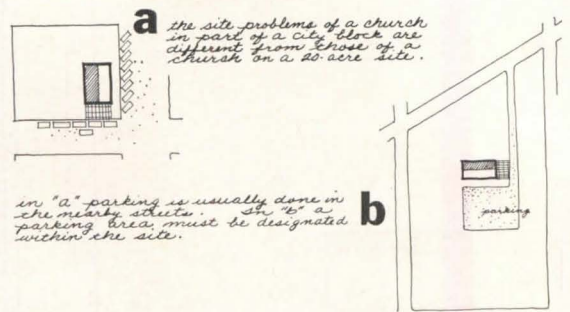 a
the site problems of a church
in part of a city block are
different from those of a
church on a 20-acre site.
in "a" parking is usually done in
the nearby streets. In "b" a
parking area must be designated
within the site.
b
parking